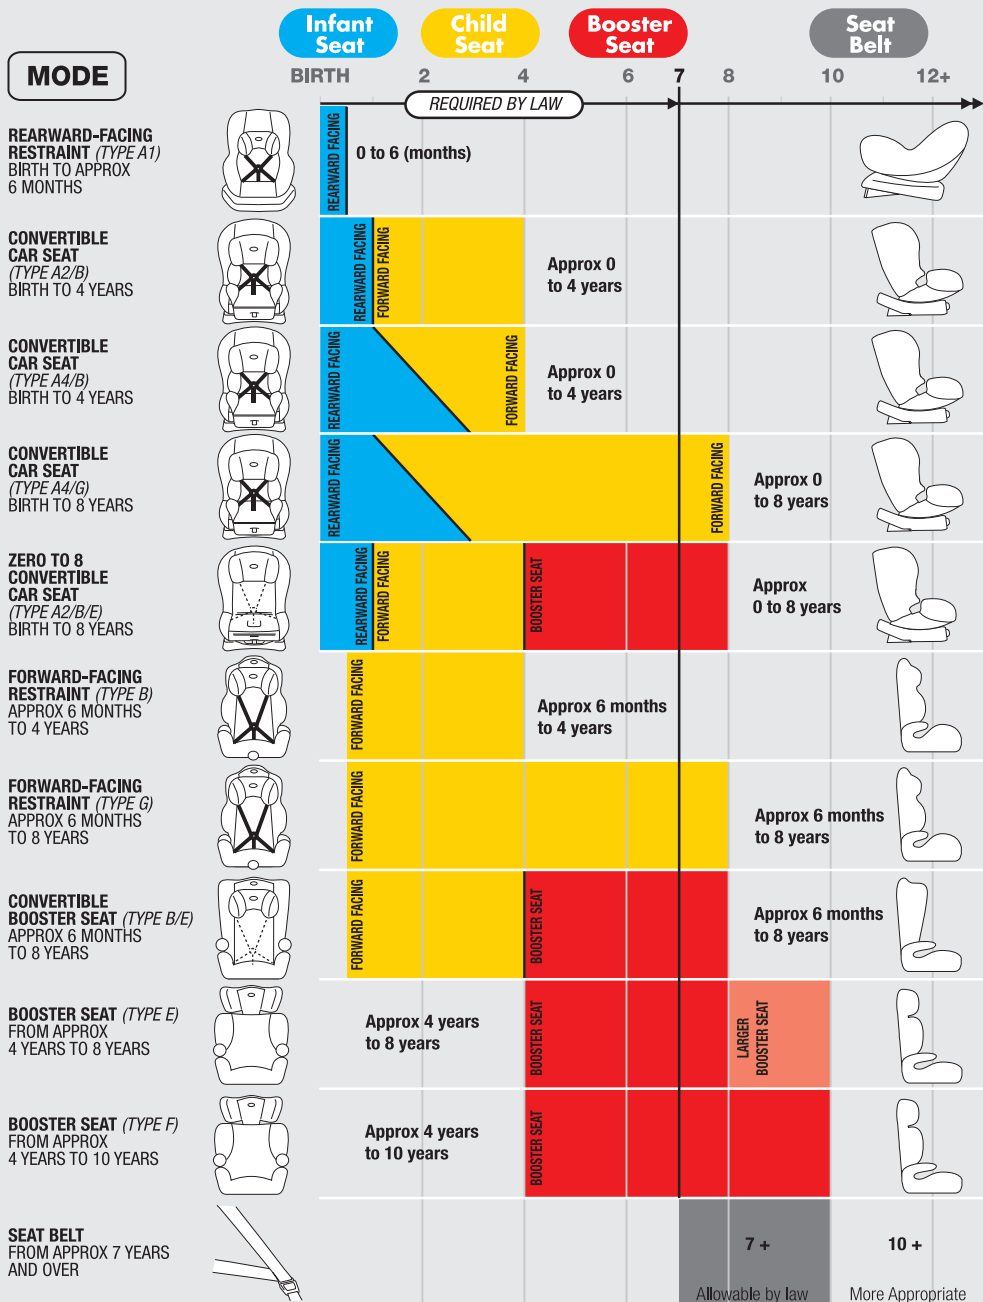 Infant
Seat
Child
Seat
Booster
Seat
Seat
Belt
MODE
BIRTH 2 4 6 7 8 10 12+
REQUIRED BY LAW
REARWARD-FACING
RESTRAINT (TYPE A1)
BIRTH TO APPROX
6 MONTHS
REARWARD FACING
0 to 6 (months)
CONVERTIBLE
CAR SEAT
(TYPE A2/B)
BIRTH TO 4 YEARS
REARWARD FACING
FORWARD FACING
Approx 0
to 4 years
CONVERTIBLE
CAR SEAT
(TYPE A4/B)
BIRTH TO 4 YEARS
REARWARD FACING
FORWARD FACING
Approx 0
to 4 years
CONVERTIBLE
CAR SEAT
(TYPE A4/G)
BIRTH TO 8 YEARS
REARWARD FACING
FORWARD FACING
Approx 0
to 8 years
ZERO TO 8
CONVERTIBLE
CAR SEAT
(TYPE A2/B/E)
BIRTH TO 8 YEARS
REARWARD FACING
FORWARD FACING
BOOSTER SEAT
Approx
0 to 8 years
FORWARD-FACING
RESTRAINT (TYPE B)
APPROX 6 MONTHS
TO 4 YEARS
FORWARD FACING
Approx 6 months
to 4 years
FORWARD-FACING
RESTRAINT (TYPE G)
APPROX 6 MONTHS
TO 8 YEARS
FORWARD FACING
Approx 6 months
to 8 years
CONVERTIBLE
BOOSTER SEAT (TYPE B/E)
APPROX 6 MONTHS
TO 8 YEARS
FORWARD FACING
BOOSTER SEAT
Approx 6 months
to 8 years
BOOSTER SEAT (TYPE E)
FROM APPROX
4 YEARS TO 8 YEARS
Approx 4 years
to 8 years
BOOSTER SEAT
LARGER
BOOSTER SEAT
BOOSTER SEAT (TYPE F)
FROM APPROX
4 YEARS TO 10 YEARS
Approx 4 years
to 10 years
BOOSTER SEAT
SEAT BELT
FROM APPROX 7 YEARS
AND OVER
7 +
Allowable by law
10 +
More Appropriate